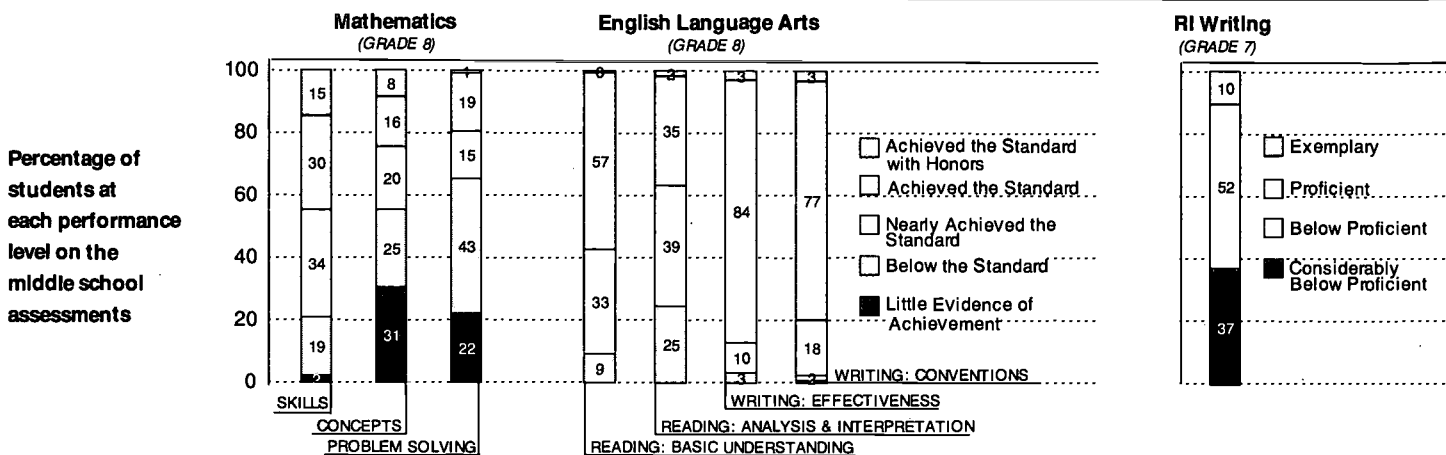 Mathematics
(GRADE 8)
English Language Arts
(GRADE 8)
RI Writing
(GRADE 7)
Percentage of
students at
each performance
level on the
middle school
assessments
100
80
60
40
20
0
15
30
34
19
2
8
16
20
25
31
1
19
15
43
22
0
57
33
9
2
35
39
25
3
84
10
3
3
77
18
2
Achieved the Standard
with Honors
Achieved the Standard
Nearly Achieved the
Standard
Below the Standard
Little Evidence of
Achievement
10
52
37
Exemplary
Proficient
Below Proficient
Considerably
Below Proficient
SKILLS
CONCEPTS
PROBLEM SOLVING
WRITING: CONVENTIONS
WRITING: EFFECTIVENESS
READING: ANALYSIS & INTERPRETATION
READING: BASIC UNDERSTANDING